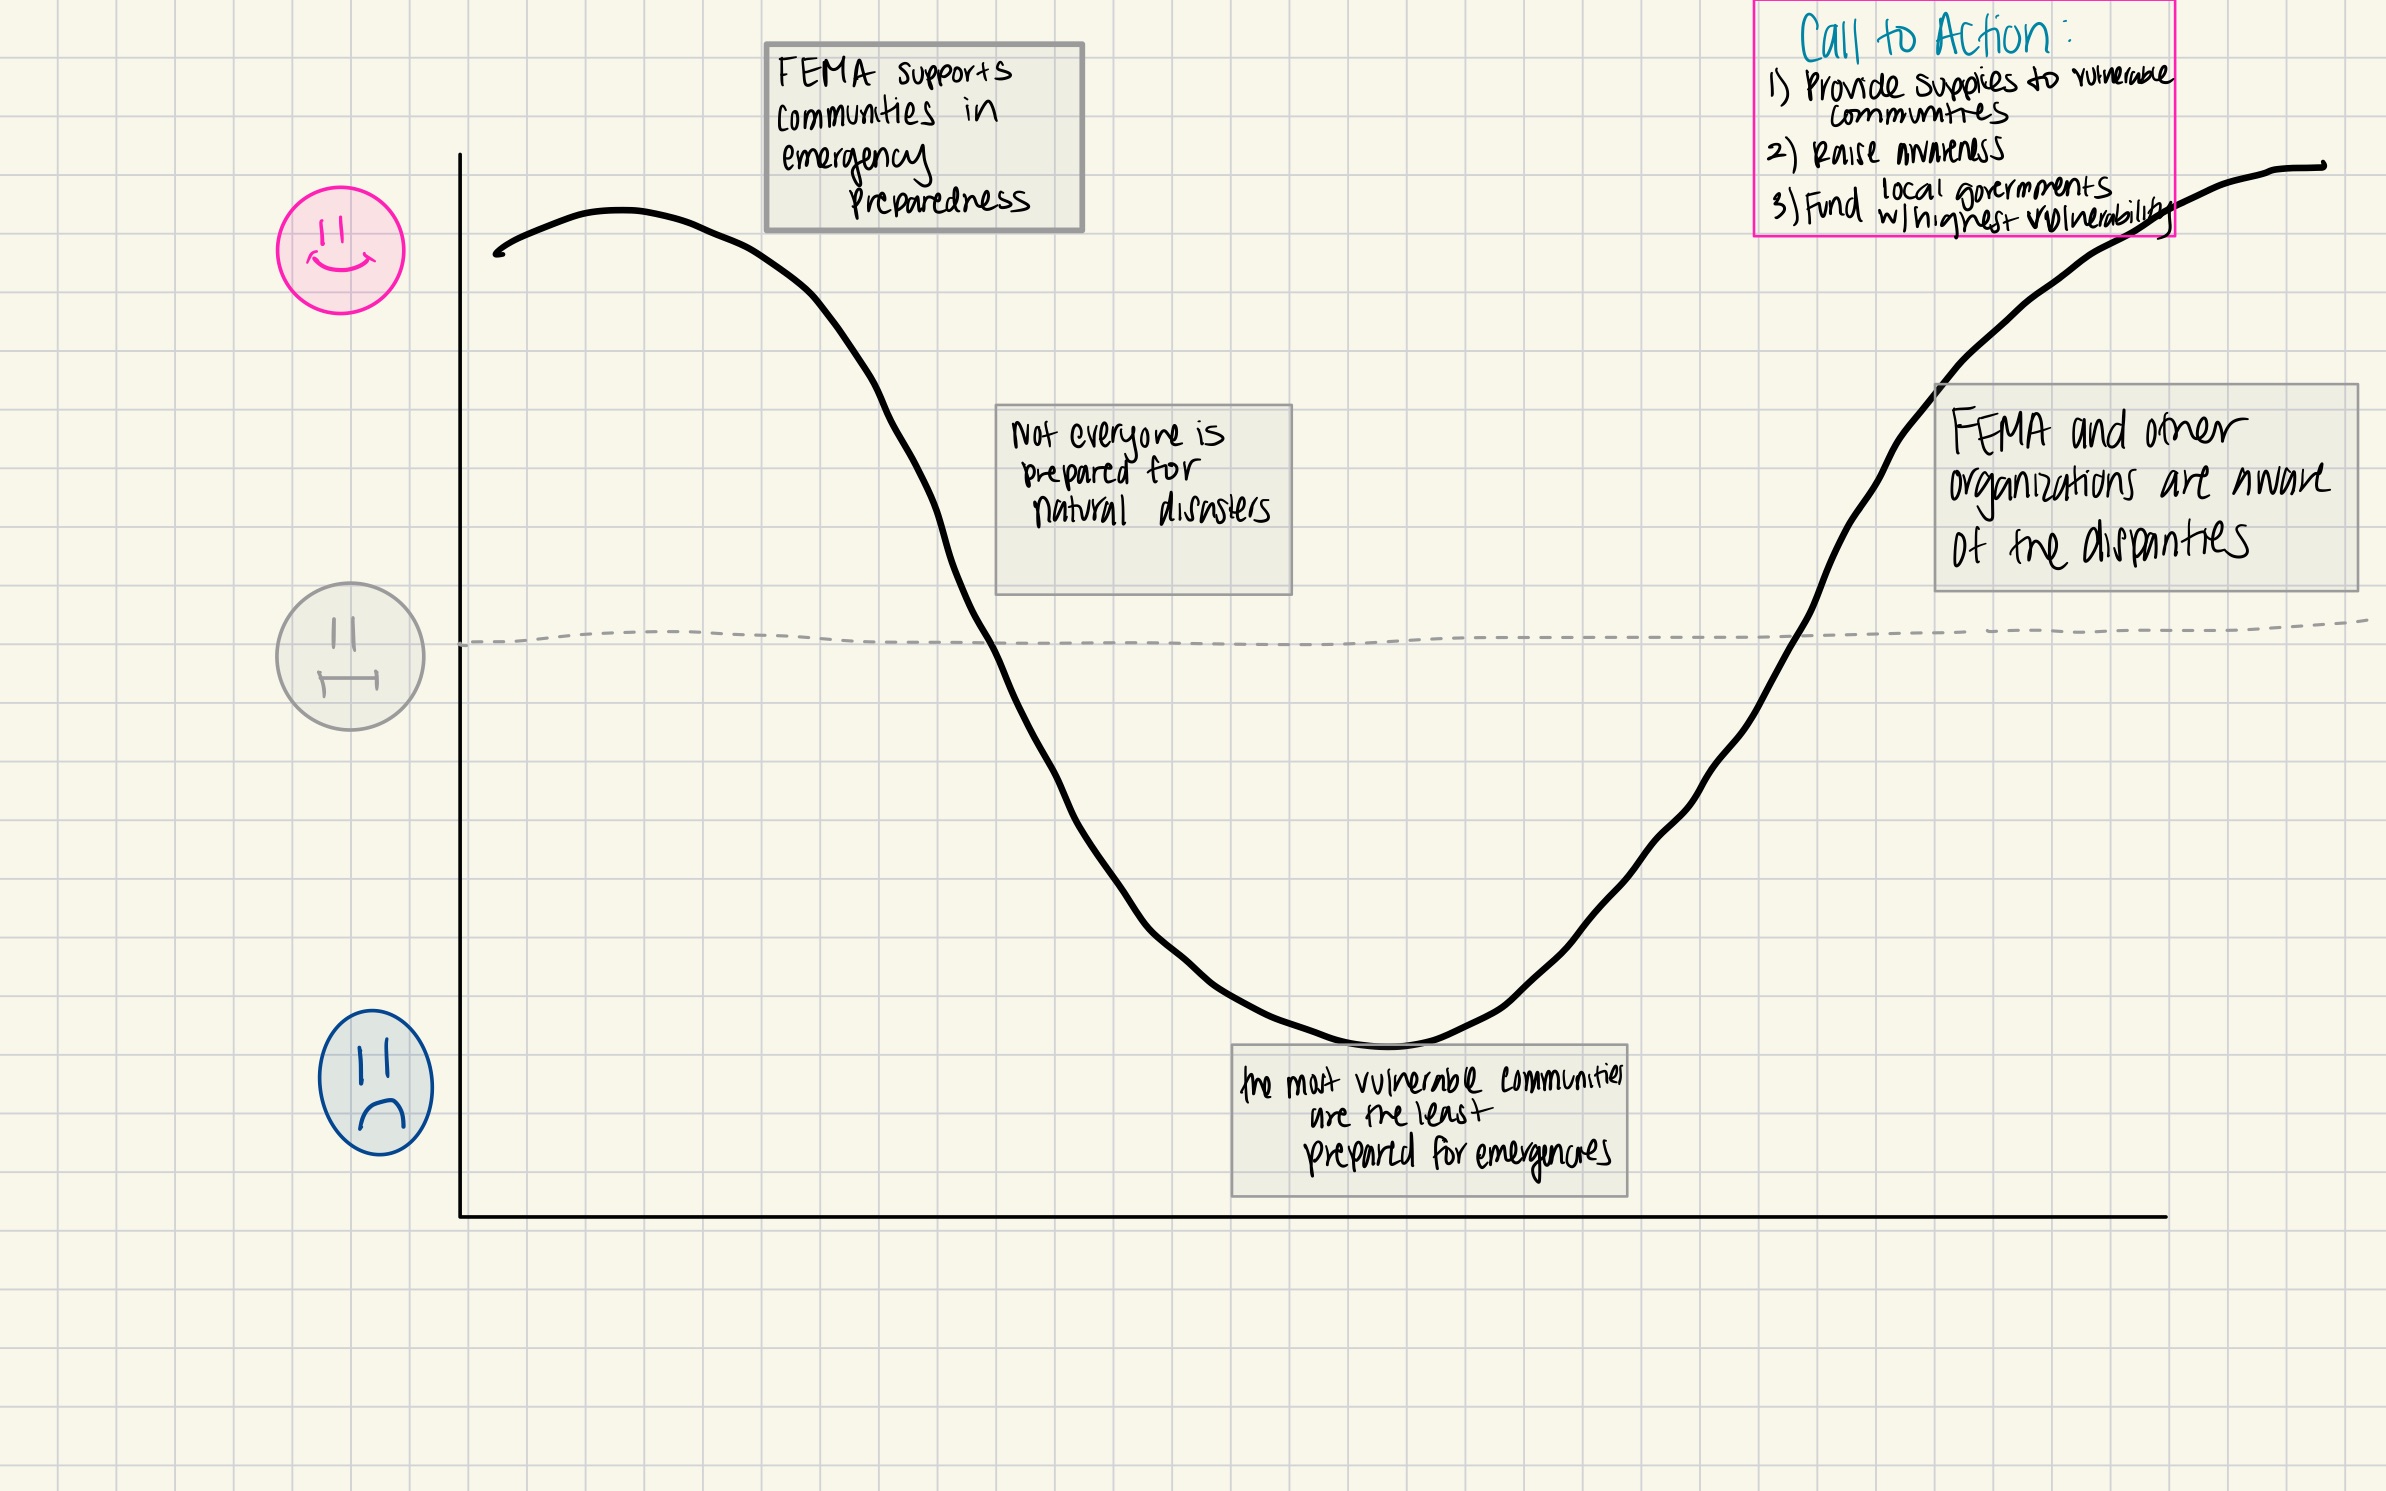 FEMA supports
communities in
emergency
preparedness
Call to Action:
1) Provide supplies to vulnerable
communities
2) Raise awareness
3) Fund local governments
w/ highest vulnerability
Not everyone is
prepared for
natural disasters
FEMA and other
organizations are aware
of the disparities
the most vulnerable communities
are the least
prepared for emergencies